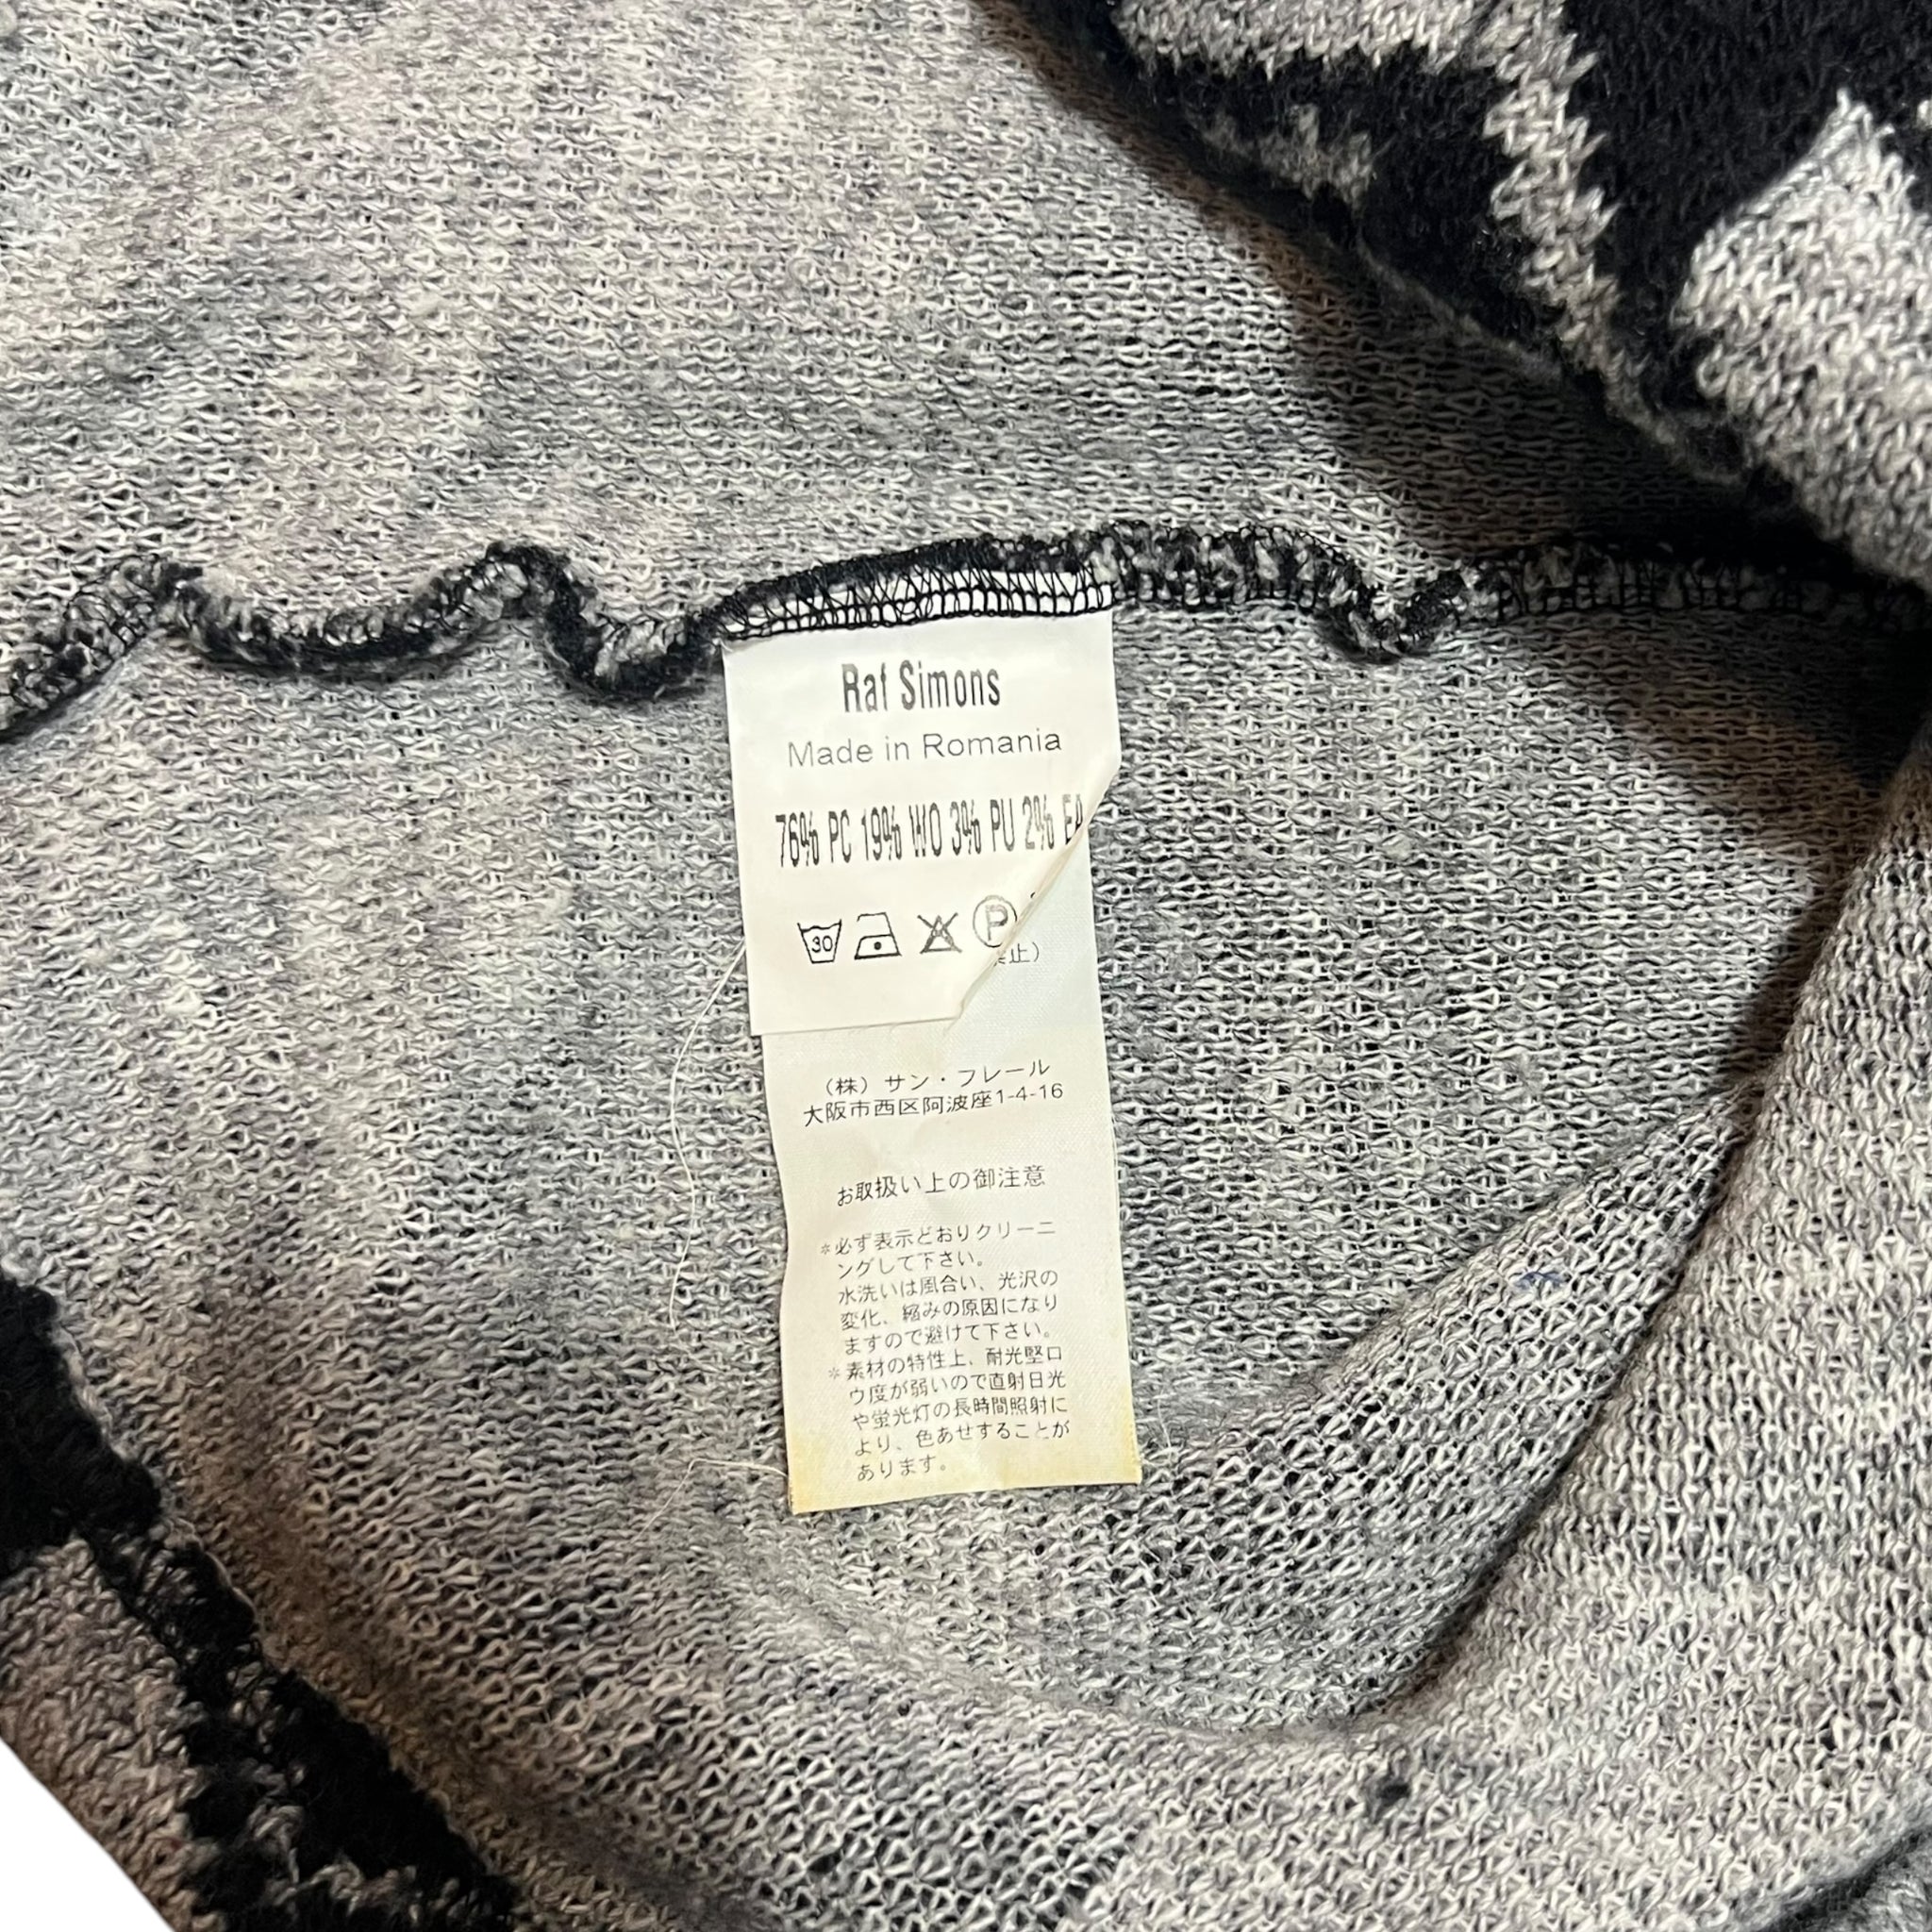 Raf Simons
Made in Romania
76% PC 19% WO 3% PU 2% EA
30 P
止)
(株) サン・フレール
大阪市西区阿波座1-4-16
お取扱い上の御注意
*必ず表示どおりクリーニ
ングして下さい。
水洗いは風合い、光沢の
変化、縮みの原因になり
ますので避けて下さい。
*素材の特性上、耐光堅ロ
ウ度が弱いので直射日光
や蛍光灯の長時間照射に
より、色あせすることが
あります。